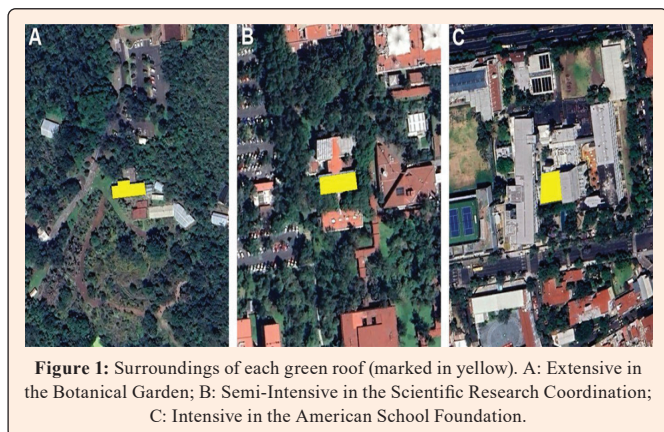 A
B
C
Figure 1: Surroundings of each green roof (marked in yellow). A: Extensive in
the Botanical Garden; B: Semi-Intensive in the Scientific Research Coordination;
C: Intensive in the American School Foundation.